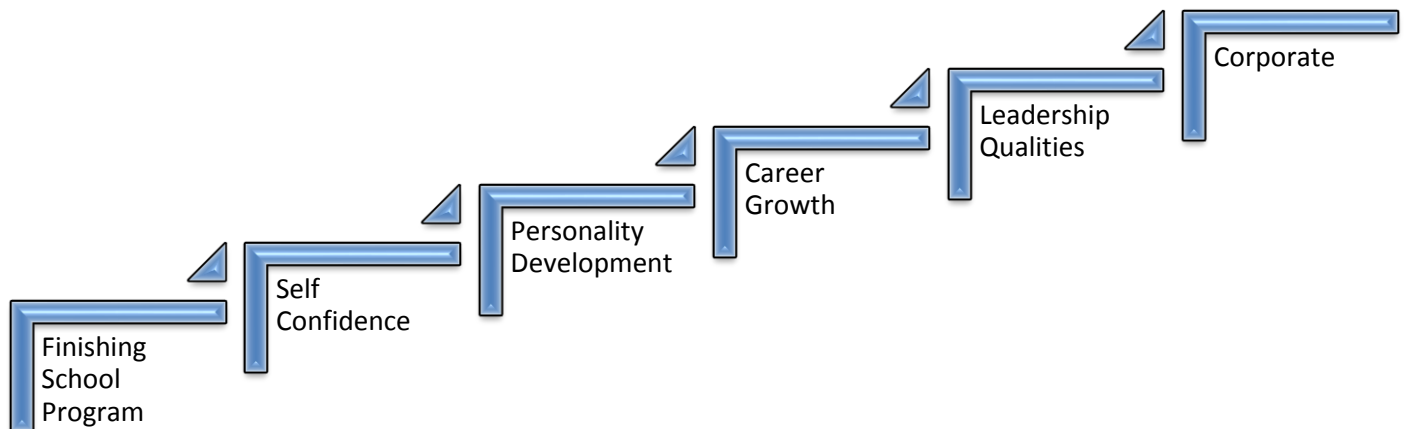 Finishing
School
Program
Self
Confidence
Personality
Development
Career
Growth
Leadership
Qualities
Corporate